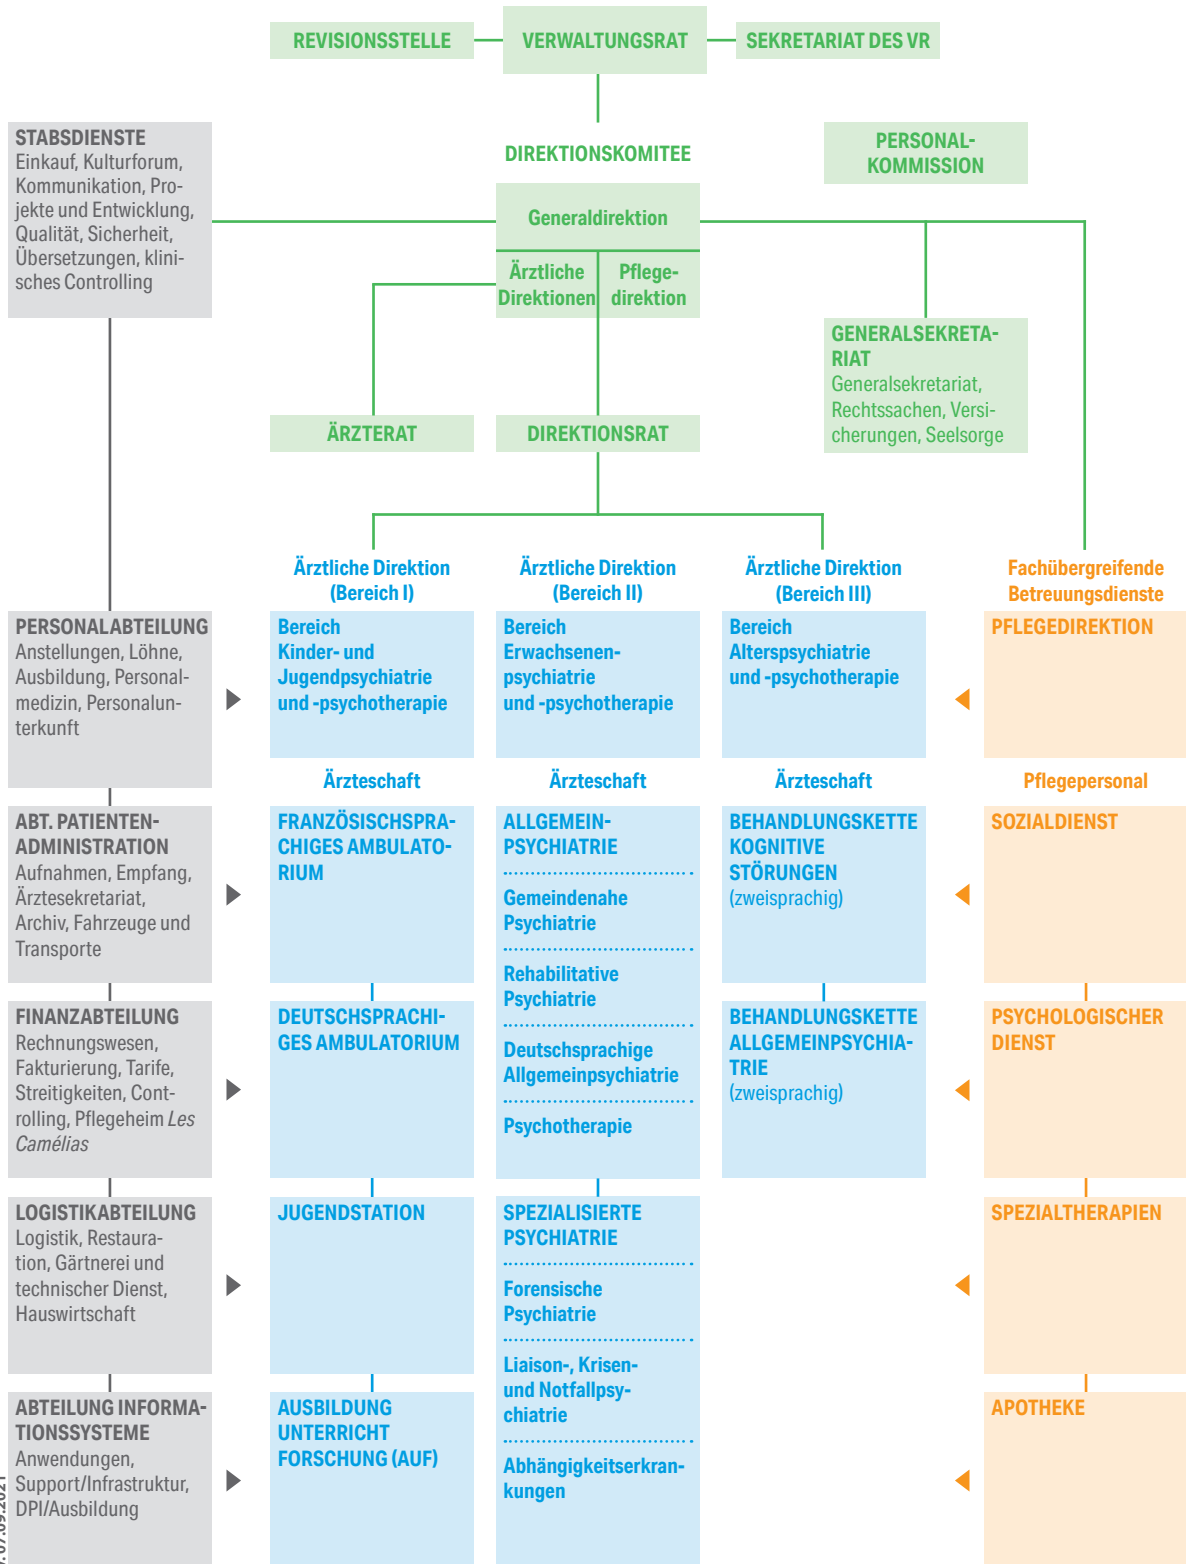 REVISIONSSTELLE
VERWALTUNGSRAT
SEKRETARIAT DES VR
STABSDIENSTE
Einkauf, Kulturforum,
Kommunikation, Pro-
jekte und Entwicklung,
Qualität, Sicherheit,
Übersetzungen, klini-
sches Controlling
DIREKTIONSKOMITEE
PERSONAL-
KOMMISSION
Generaldirektion
Ärztliche
Direktionen
Pflege-
direktion
GENERALSEKRETA-
RIAT
Generalsekretariat,
Rechtssachen, Versi-
cherungen, Seelsorge
ÄRZTERAT
DIREKTIONSRAT
Ärztliche Direktion
(Bereich I)
Ärztliche Direktion
(Bereich II)
Ärztliche Direktion
(Bereich III)
Fachübergreifende
Betreuungsdienste
PERSONALABTEILUNG
Anstellungen, Löhne,
Ausbildung, Personal-
medizin, Personalun-
terkunft
Bereich
Kinder- und
Jugendpsychiatrie
und -psychotherapie
Bereich
Erwachsenen-
psychiatrie
und -psychotherapie
Bereich
Alterspsychiatrie
und -psychotherapie
PFLEGEDIREKTION
Ärzteschaft
Ärzteschaft
Ärzteschaft
Pflegepersonal
ABT. PATIENTEN-
ADMINISTRATION
Aufnahmen, Empfang,
Ärztesekretariat,
Archiv, Fahrzeuge und
Transporte
FRANZÖSISCHSPRA-
CHIGES AMBULATO-
RIUM
ALLGEMEIN-
PSYCHIATRIE
Gemeindenahe
Psychiatrie
Rehabilitative
Psychiatrie
Deutschsprachige
Allgemeinpsychiatrie
Psychotherapie
BEHANDLUNGSKETTE
KOGNITIVE
STÖRUNGEN
(zweisprachig)
SOZIALDIENST
FINANZABTEILUNG
Rechnungswesen,
Fakturierung, Tarife,
Streitigkeiten, Cont-
rolling, Pflegeheim Les
Camélias
DEUTSCHSPRACHI-
GES AMBULATORIUM
BEHANDLUNGSKETTE
ALLGEMEINPSYCHIA-
TRIE
(zweisprachig)
PSYCHOLOGISCHER
DIENST
LOGISTIKABTEILUNG
Logistik, Restaura-
tion, Gärtnerei und
technischer Dienst,
Hauswirtschaft
JUGENDSTATION
SPEZIALISIERTE
PSYCHIATRIE
Forensische
Psychiatrie
Liaison-, Krisen-
und Notfallpsy-
chiatrie
Abhängigkeitserkran-
kungen
SPEZIALTHERAPIEN
ABTEILUNG INFORMA-
TIONSSYSTEME
Anwendungen,
Support/Infrastruktur,
DPI/Ausbildung
AUSBILDUNG
UNTERRICHT
FORSCHUNG (AUF)
APOTHEKE
07.09.2021